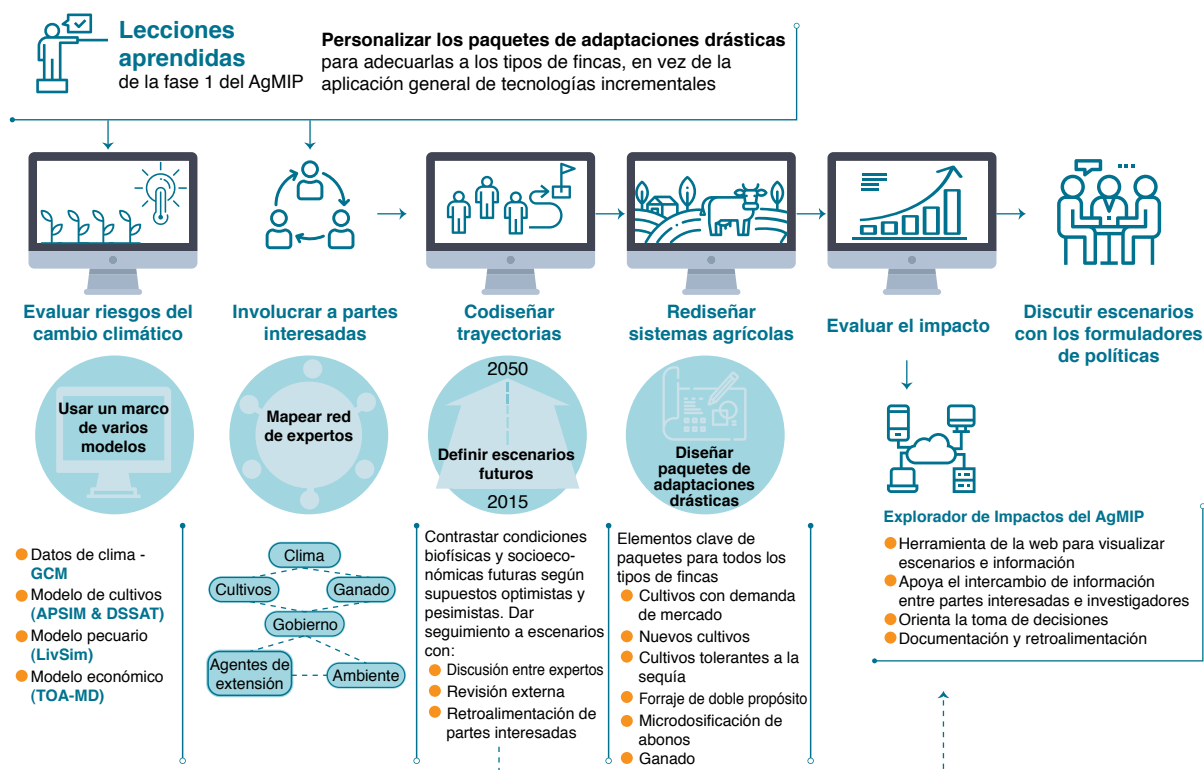 Lecciones
aprendidas
de la fase 1 del AgMIP
Personalizar los paquetes de adaptaciones drásticas
para adecuarlas a los tipos de fincas, en vez de la
aplicación general de tecnologías incrementales
Evaluar riesgos del
cambio climático
Involucrar a partes
interesadas
Codiseñar
trayectorias
Rediseñar
sistemas agrícolas
Evaluar el impacto
Discutir escenarios
con los formuladores
de políticas
Usar un marco
de varios
modelos
Mapear red
de expertos
2050
Definir escenarios
futuros
2015
Diseñar
paquetes de
adaptaciones
drásticas
Datos de clima -
GCM
Modelo de cultivos
(APSIM & DSSAT)
Modelo pecuario
(LivSim)
Modelo económico
(TOA-MD)
Clima
Cultivos
Ganado
Gobierno
Agentes de
extensión
Ambiente
Contrastar condiciones
biofísicas y socioeco-
nómicas futuras según
supuestos optimistas y
pesimistas. Dar
seguimiento a escenarios
con:
Discusión entre expertos
Revisión externa
Retroalimentación de
partes interesadas
Elementos clave de
paquetes para todos los
tipos de fincas
Cultivos con demanda
de mercado
Nuevos cultivos
Cultivos tolerantes a la
sequía
Forraje de doble propósito
Microdosificación de
abonos
Ganado
Explorador de Impactos del AgMIP
Herramienta de la web para visualizar
escenarios e información
Apoya el intercambio de información
entre partes interesadas e investigadores
Orienta la toma de decisiones
Documentación y retroalimentación